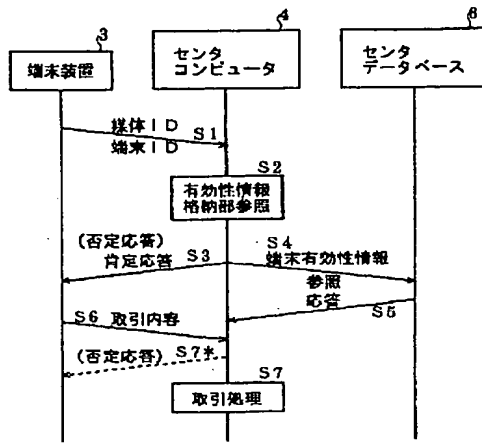 3
4
8
端末装置
センタ
コンピュータ
センタ
データベース
媒体ID
端末ID
S1
S2
有効性情報
格納部参照
(否定応答)
肯定応答
S3
S4
端末有効性情報
参照
応答
S5
S6 取引内容
(否定応答)
S7*
S7
取引処理